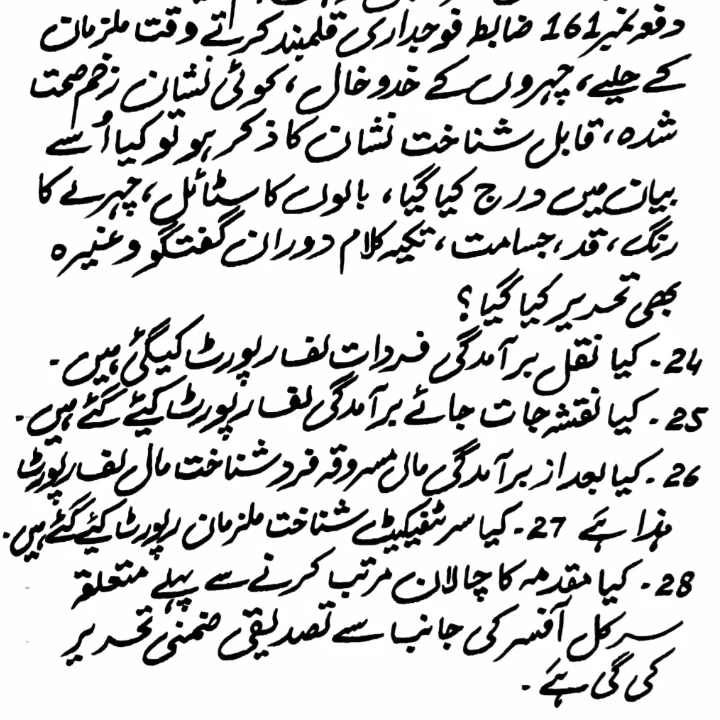 دفعہ نمبر 161 ضابطہ فوجداری قلمبند کراتے وقت ملزمان
کے حلیے، چہروں کے خدوخال، کوئی نشان زخم صحت
شدہ، قابل شناخت نشان کا ذکر ہو تو کیا اُسے
بیان میں درج کیا گیا، بالوں کا سٹائل، چہرے کا
رنگ، قد، جسامت، تکیہ کلام دوران گفتگو وغیرہ
بھی تحریر کیا گیا؟
24۔ کیا نقل برآمدگی فردات لف رپورٹ کیگئی ہیں۔
25۔ کیا نقشہ جات جائے برآمدگی لف رپورٹ کیئے گئے ہیں۔
26۔ کیا بعد از برآمدگی مال مسروقہ فرد شناخت مال لف رپورٹ
ہذا ہے 27۔ کیا سرٹیفیکیٹ شناخت ملزمان رپورٹ کیئے گئے ہیں۔
28۔ کیا مقدمہ کا چالان مرتب کرنے سے پہلے متعلقہ
سرکل آفسر کی جانب سے تصدیقی ضمنی تحریر
کی گی ہے۔